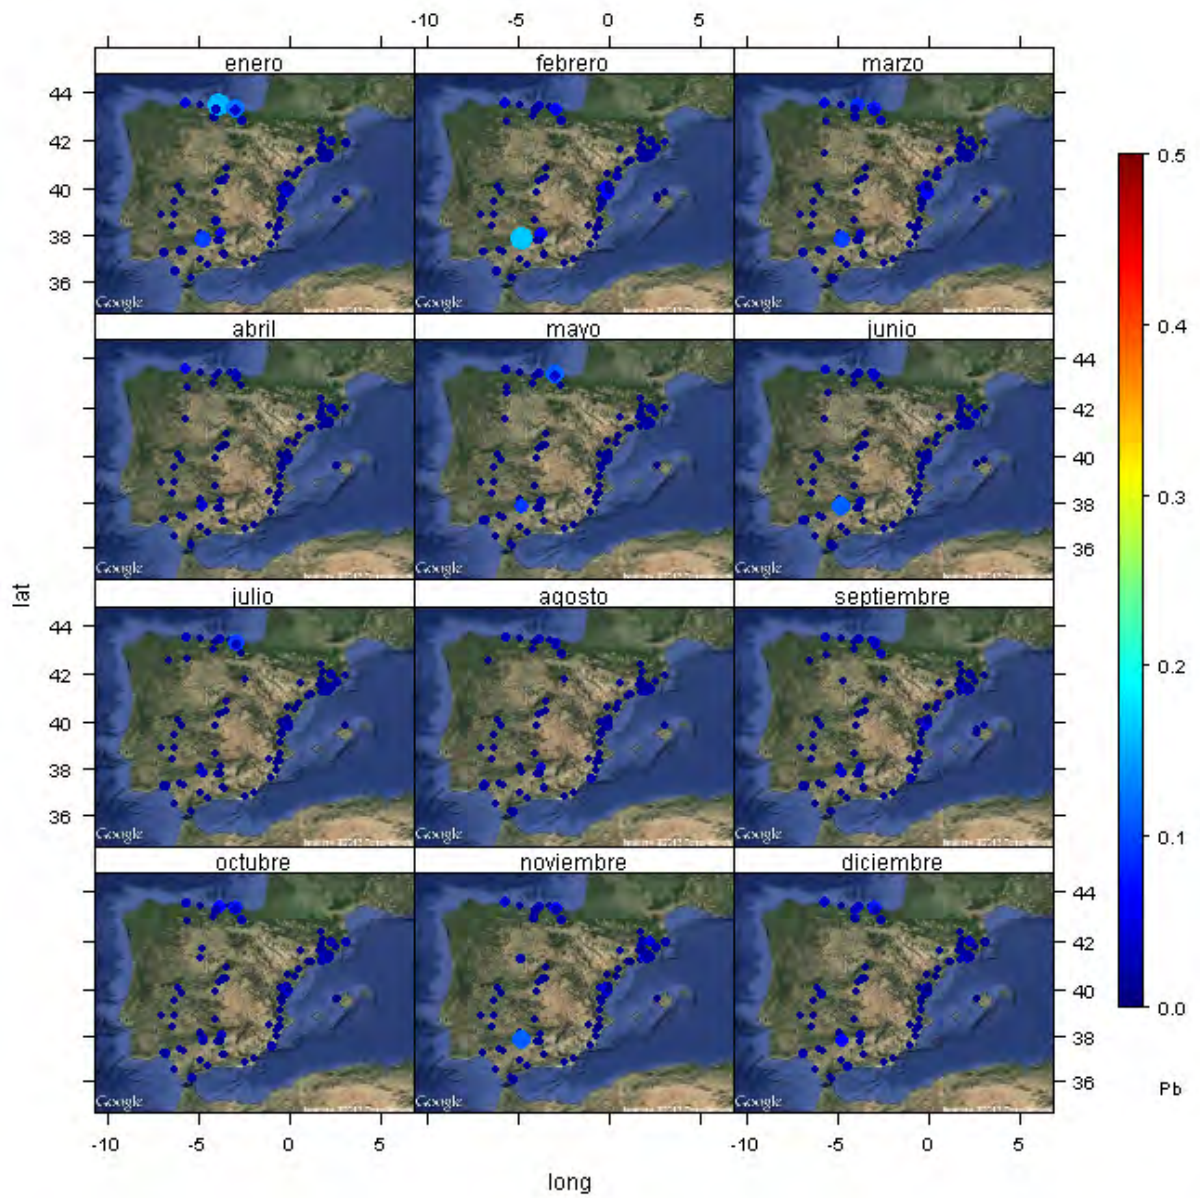 -10 -5 0 5
enero febrero marzo
44
42
40
38
36
Google Google Google
abril mayo junio
44
42
40
38
36
Google Google Google
lat
julio agosto septiembre
44
42
40
38
36
Google Google Google
octubre noviembre diciembre
44
42
40
38
36
Google Google Google
-10 -5 0 5 -10 -5 0 5
long
0.5
0.4
0.3
0.2
0.1
0.0
Pb